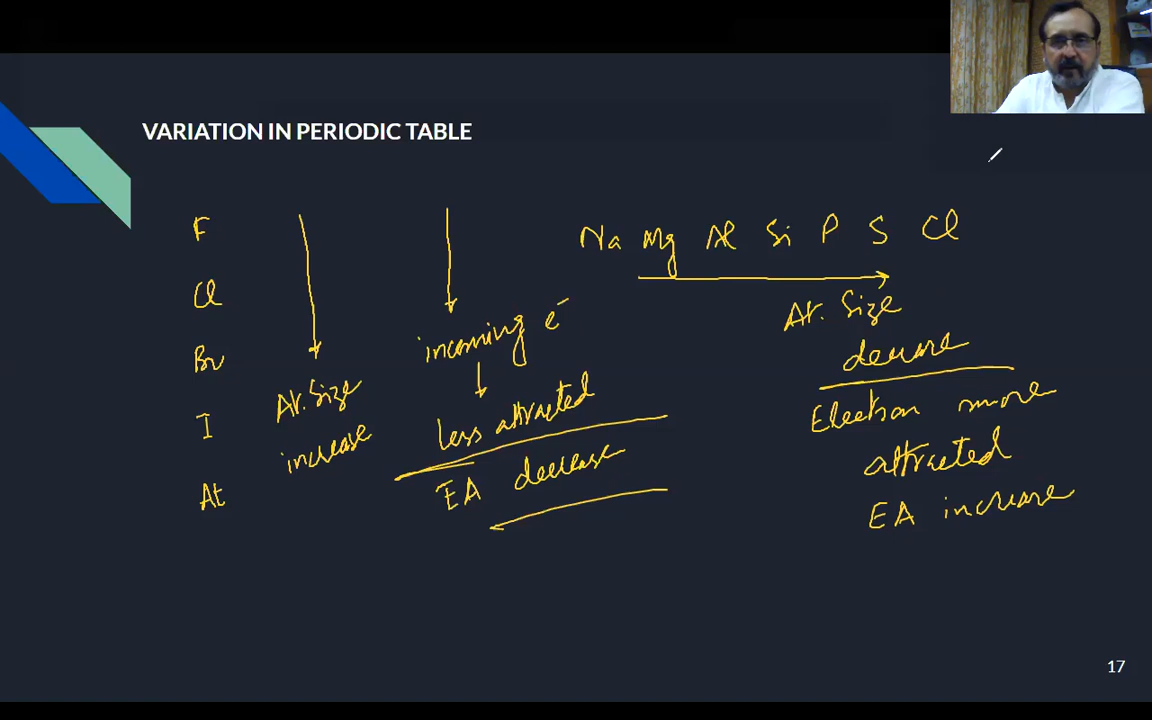 VARIATION IN PERIODIC TABLE
F
Cl
Br
I
At
At. Size
increase
incoming e⁻
less attracted
EA decrease
Na Mg Al Si P S Cl
At. Size
decrease
Electron more
attracted
EA increase
17